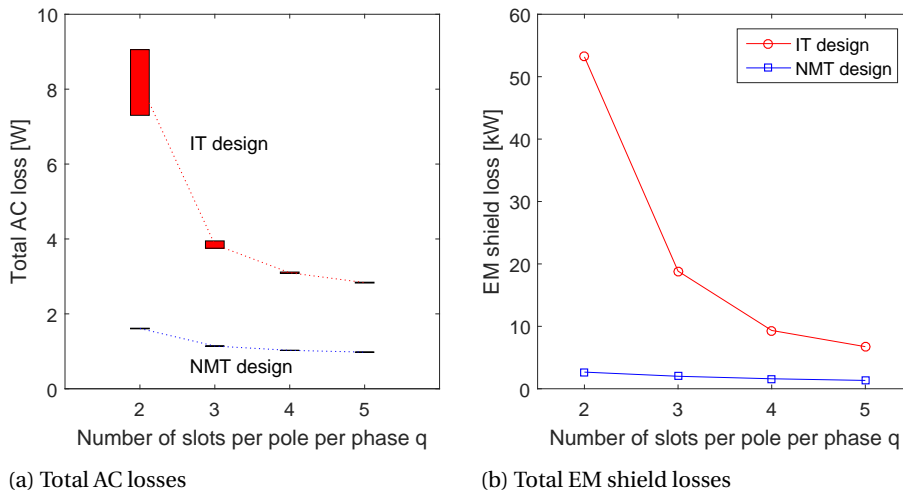 10
8
6
4
2
0
Total AC loss [W]
IT design
NMT design
2 3 4 5
Number of slots per pole per phase q
(a) Total AC losses
60
50
40
30
20
10
0
EM shield loss [kW]
IT design
NMT design
2 3 4 5
Number of slots per pole per phase q
(b) Total EM shield losses